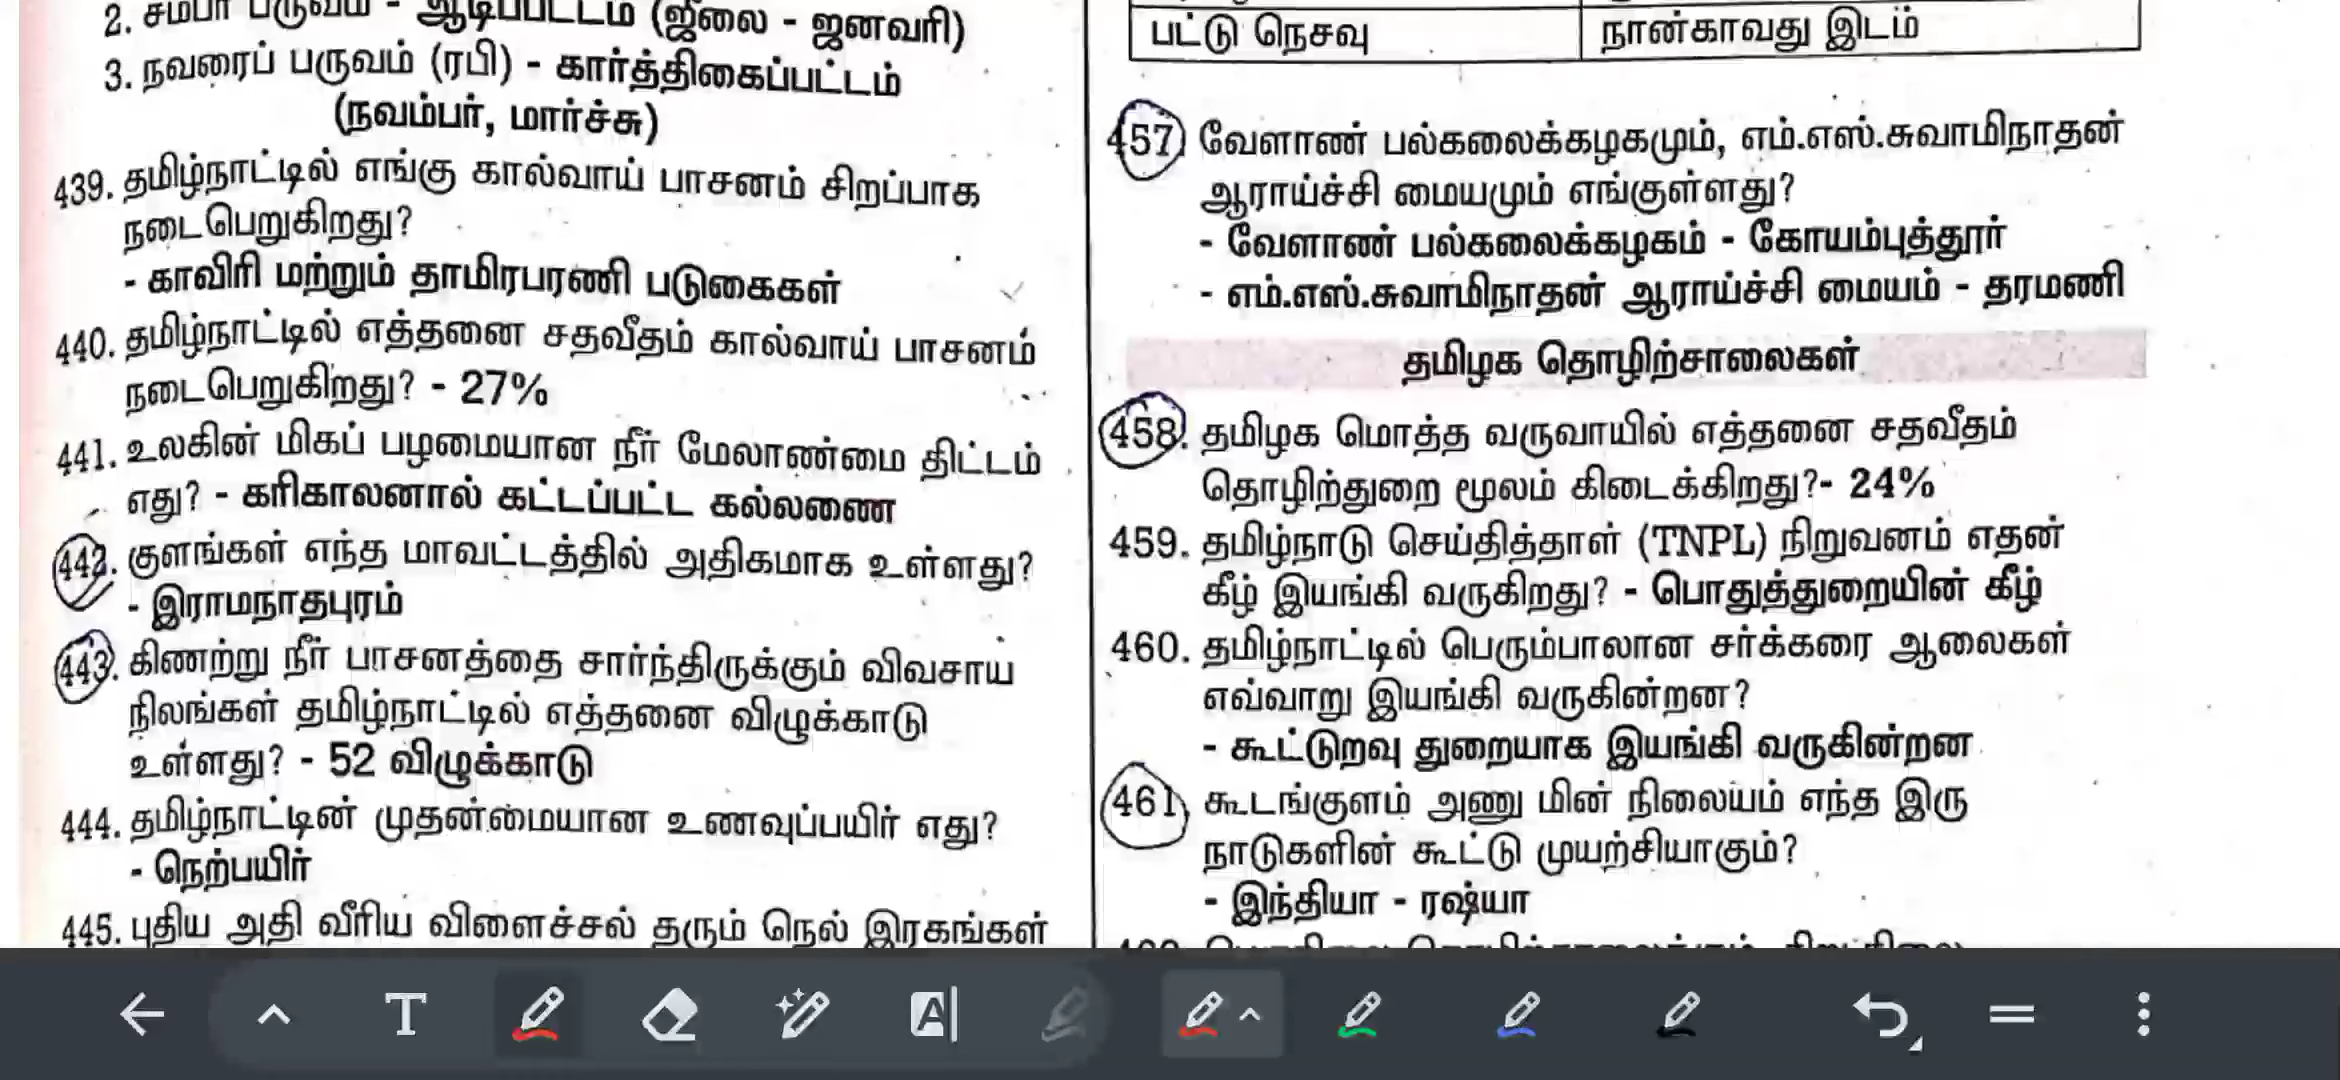 2. சம்பா பருவம் - ஆடிப்பட்டம் (ஜீலை - ஜனவரி)
3. நவரைப் பருவம் (ரபி) - கார்த்திகைப்பட்டம்
(நவம்பர், மார்ச்சு)
439. தமிழ்நாட்டில் எங்கு கால்வாய் பாசனம் சிறப்பாக
நடைபெறுகிறது?
- காவிரி மற்றும் தாமிரபரணி படுகைகள்
440. தமிழ்நாட்டில் எத்தனை சதவீதம் கால்வாய் பாசனம்
நடைபெறுகிறது? - 27%
441. உலகின் மிகப் பழமையான நீர் மேலாண்மை திட்டம்
எது? - கரிகாலனால் கட்டப்பட்ட கல்லணை
442. குளங்கள் எந்த மாவட்டத்தில் அதிகமாக உள்ளது?
- இராமநாதபுரம்
443. கிணற்று நீர் பாசனத்தை சார்ந்திருக்கும் விவசாய
நிலங்கள் தமிழ்நாட்டில் எத்தனை விழுக்காடு
உள்ளது? - 52 விழுக்காடு
444. தமிழ்நாட்டின் முதன்மையான உணவுப்பயிர் எது?
- நெற்பயிர்
445. புதிய அதி வீரிய விளைச்சல் தரும் நெல் இரகங்கள்
பட்டு நெசவு நான்காவது இடம்
457) வேளாண் பல்கலைக்கழகமும், எம்.எஸ்.சுவாமிநாதன்
ஆராய்ச்சி மையமும் எங்குள்ளது?
- வேளாண் பல்கலைக்கழகம் - கோயம்புத்தூர்
- எம்.எஸ்.சுவாமிநாதன் ஆராய்ச்சி மையம் - தரமணி
தமிழக தொழிற்சாலைகள்
458. தமிழக மொத்த வருவாயில் எத்தனை சதவீதம்
தொழிற்துறை மூலம் கிடைக்கிறது?- 24%
459. தமிழ்நாடு செய்தித்தாள் (TNPL) நிறுவனம் எதன்
கீழ் இயங்கி வருகிறது? - பொதுத்துறையின் கீழ்
460. தமிழ்நாட்டில் பெரும்பாலான சர்க்கரை ஆலைகள்
எவ்வாறு இயங்கி வருகின்றன?
- கூட்டுறவு துறையாக இயங்கி வருகின்றன
461 கூடங்குளம் அணு மின் நிலையம் எந்த இரு
நாடுகளின் கூட்டு முயற்சியாகும்?
- இந்தியா - ரஷ்யா
T
A